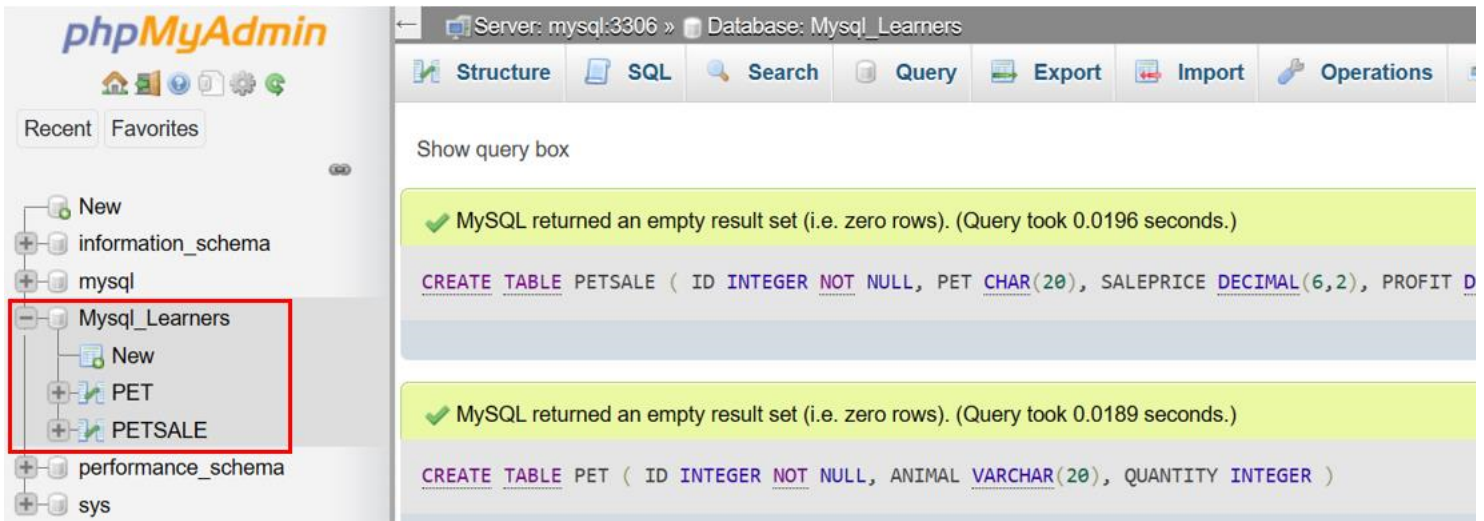 phpMyAdmin
Recent Favorites
New
information_schema
mysql
Mysql_Learners
New
PET
PETSALE
performance_schema
sys
Server: mysql:3306 » Database: Mysql_Learners
Structure SQL Search Query Export Import Operations
Show query box
MySQL returned an empty result set (i.e. zero rows). (Query took 0.0196 seconds.)
CREATE TABLE PETSALE ( ID INTEGER NOT NULL, PET CHAR(20), SALEPRICE DECIMAL(6,2), PROFIT D
MySQL returned an empty result set (i.e. zero rows). (Query took 0.0189 seconds.)
CREATE TABLE PET ( ID INTEGER NOT NULL, ANIMAL VARCHAR(20), QUANTITY INTEGER )